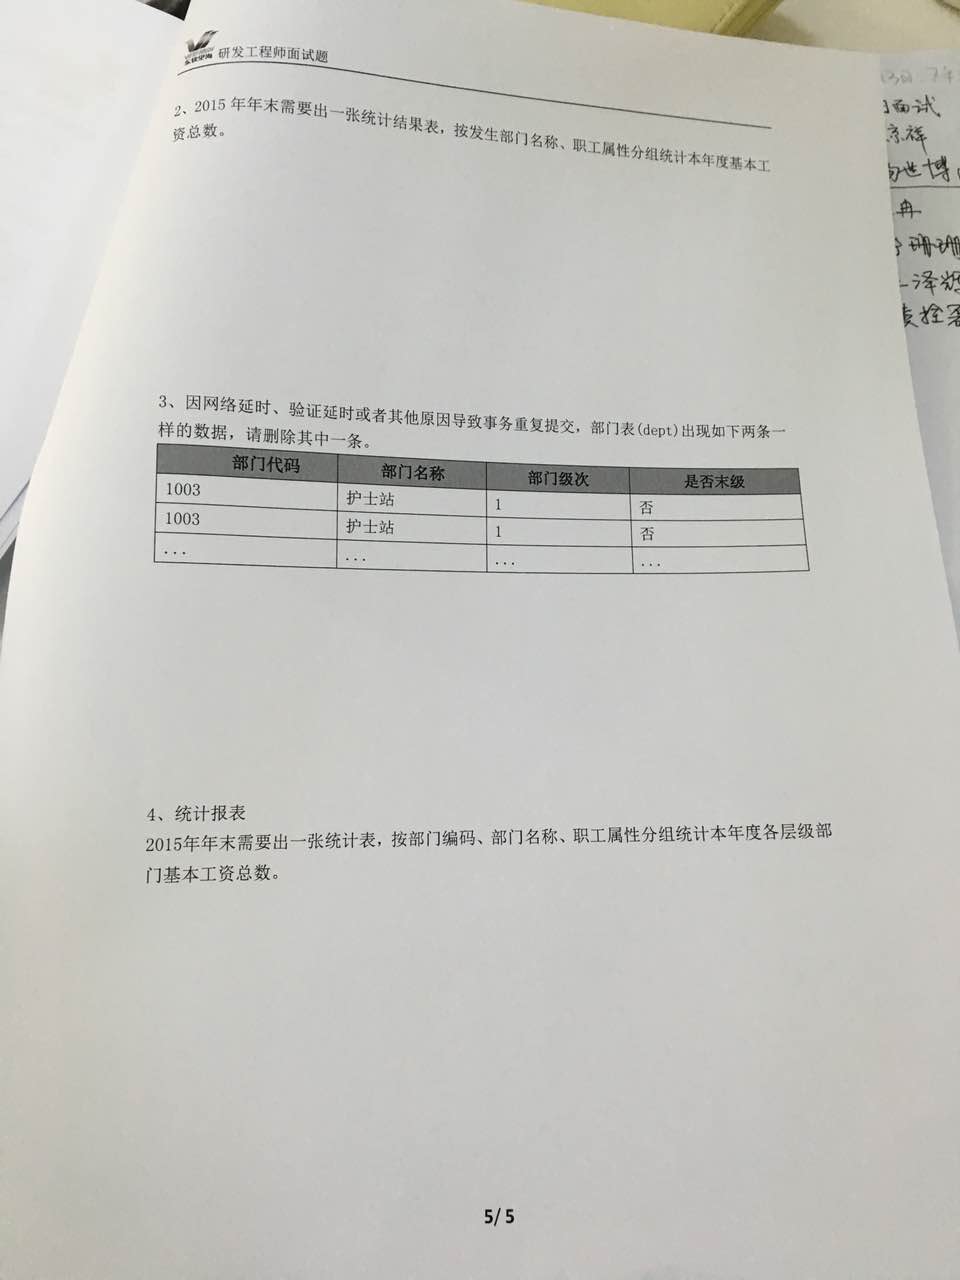 研发工程师面试题
2、2015 年年末需要出一张统计结果表，按发生部门名称、职工属性分组统计本年度基本工
资总数。
3、因网络延时、验证延时或者其他原因导致事务重复提交，部门表(dept)出现如下两条一
样的数据，请删除其中一条。
部门代码 部门名称 部门级次 是否末级
1003 护士站 1 否
1003 护士站 1 否
... ... ... ...
4、统计报表
2015年年末需要出一张统计表，按部门编码、部门名称、职工属性分组统计本年度各层级部
门基本工资总数。
5/5
面试
世博
冉
珊珊